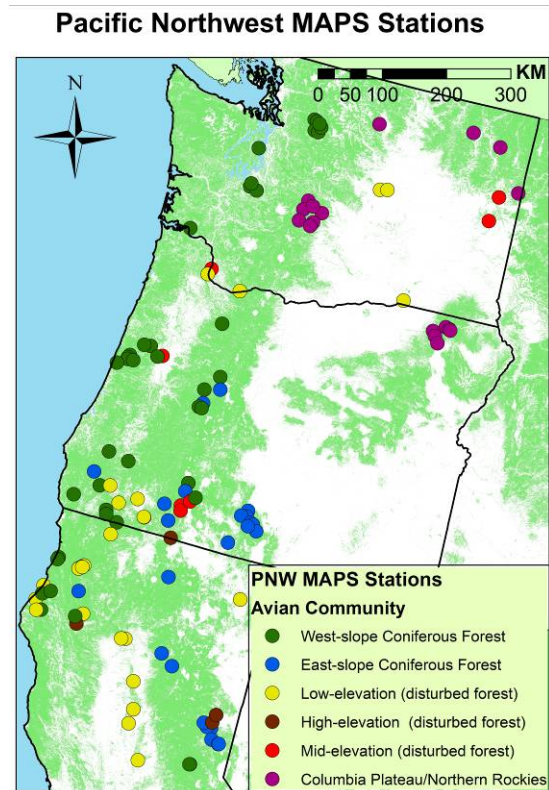 Pacific Northwest MAPS Stations
N
KM
0 50 100 200 300
PNW MAPS Stations
Avian Community
West-slope Coniferous Forest
East-slope Coniferous Forest
Low-elevation (disturbed forest)
High-elevation (disturbed forest)
Mid-elevation (disturbed forest)
Columbia Plateau/Northern Rockies